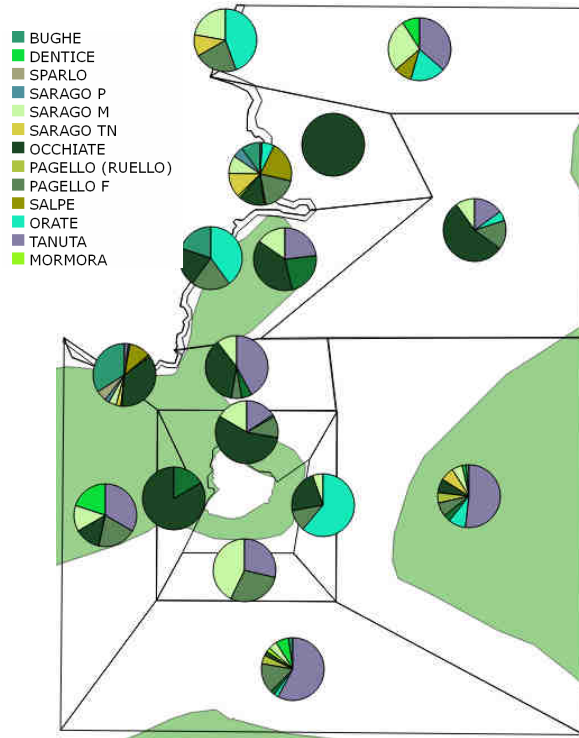 BUGHE
DENTICE
SPARLO
SARAGO P
SARAGO M
SARAGO TN
OCCHIATE
PAGELLO (RUELLO)
PAGELLO F
SALPE
ORATE
TANUTA
MORMORA